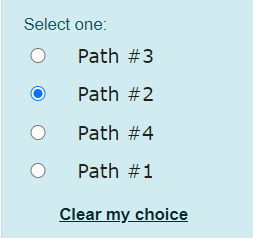 Select one:
Path #3
Path #2
Path #4
Path #1
Clear my choice